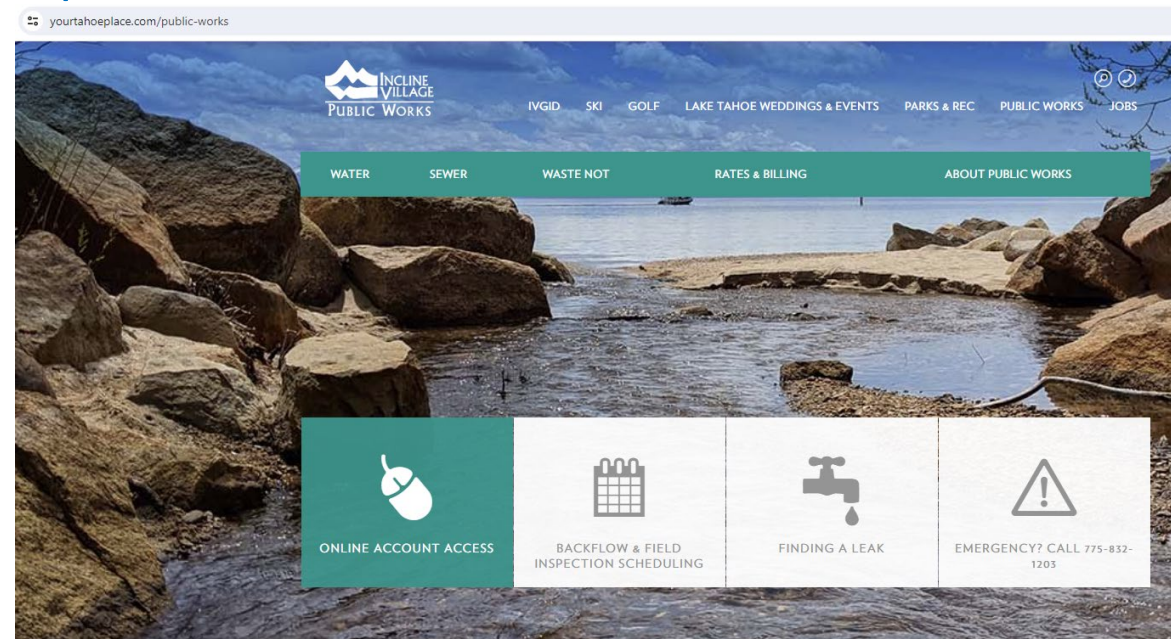 yourtahoeplace.com/public-works
INCLINE
VILLAGE
PUBLIC WORKS
IVGID SKI GOLF LAKE TAHOE WEDDINGS & EVENTS PARKS & REC PUBLIC WORKS JOBS
WATER SEWER WASTE NOT RATES & BILLING ABOUT PUBLIC WORKS
ONLINE ACCOUNT ACCESS
BACKFLOW & FIELD
INSPECTION SCHEDULING
FINDING A LEAK
EMERGENCY? CALL 775-832-
1203